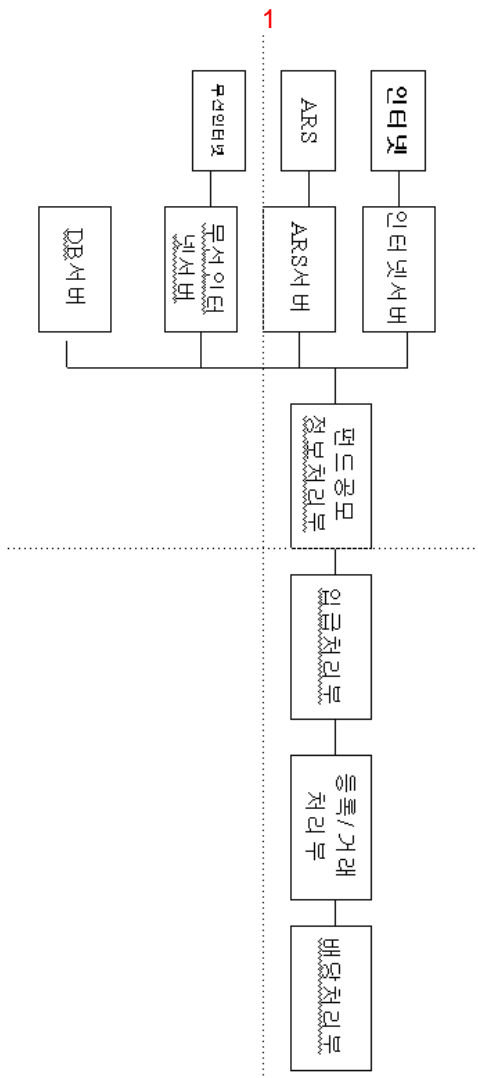 1
무선인터넷
ARS
인터넷
DB서버
무선인터
넷서버
ARS서버
인터넷서버
펀드공모
정보처리부
입금처리부
등록/거래
처리부
배당처리부